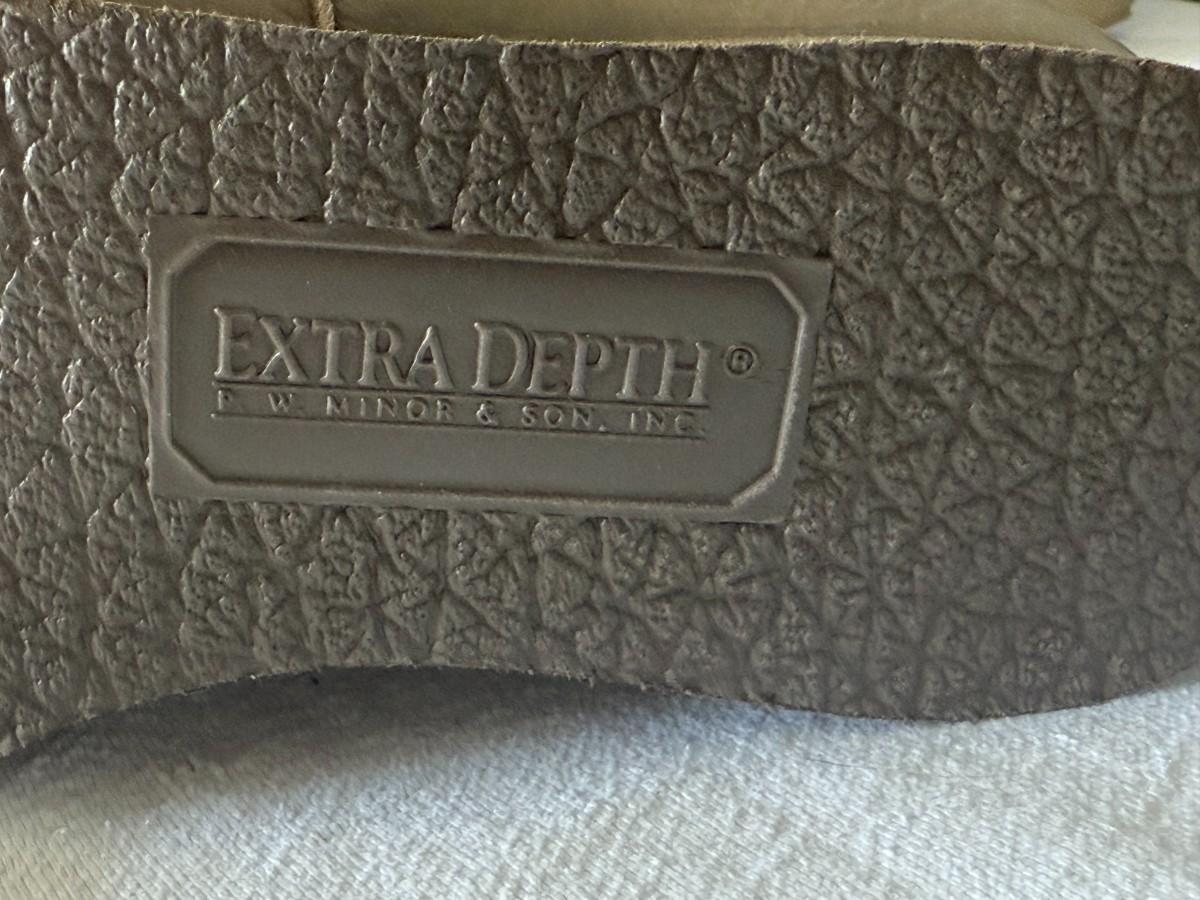 EXTRA DEPTH®
P. W. MINOR & SON, INC.